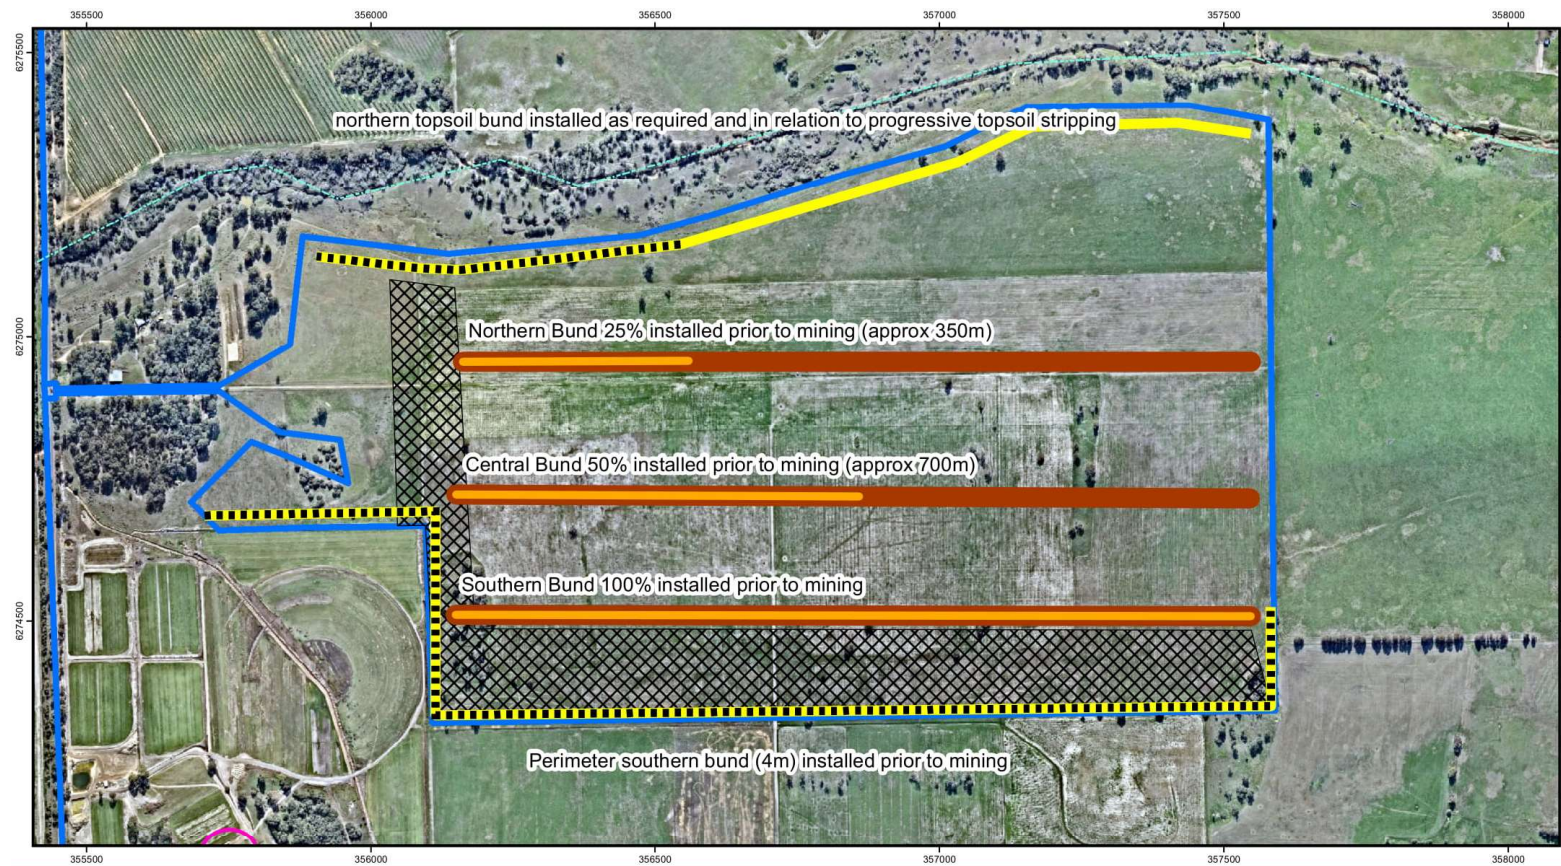 355500 356000 356500 357000 357500 358000
6275500
northern topsoil bund installed as required and in relation to progressive topsoil stripping
6275000
Northern Bund 25% installed prior to mining (approx 350m)
Central Bund 50% installed prior to mining (approx 700m)
Southern Bund 100% installed prior to mining
6274500
Perimeter southern bund (4m) installed prior to mining
355500 356000 356500 357000 357500 358000